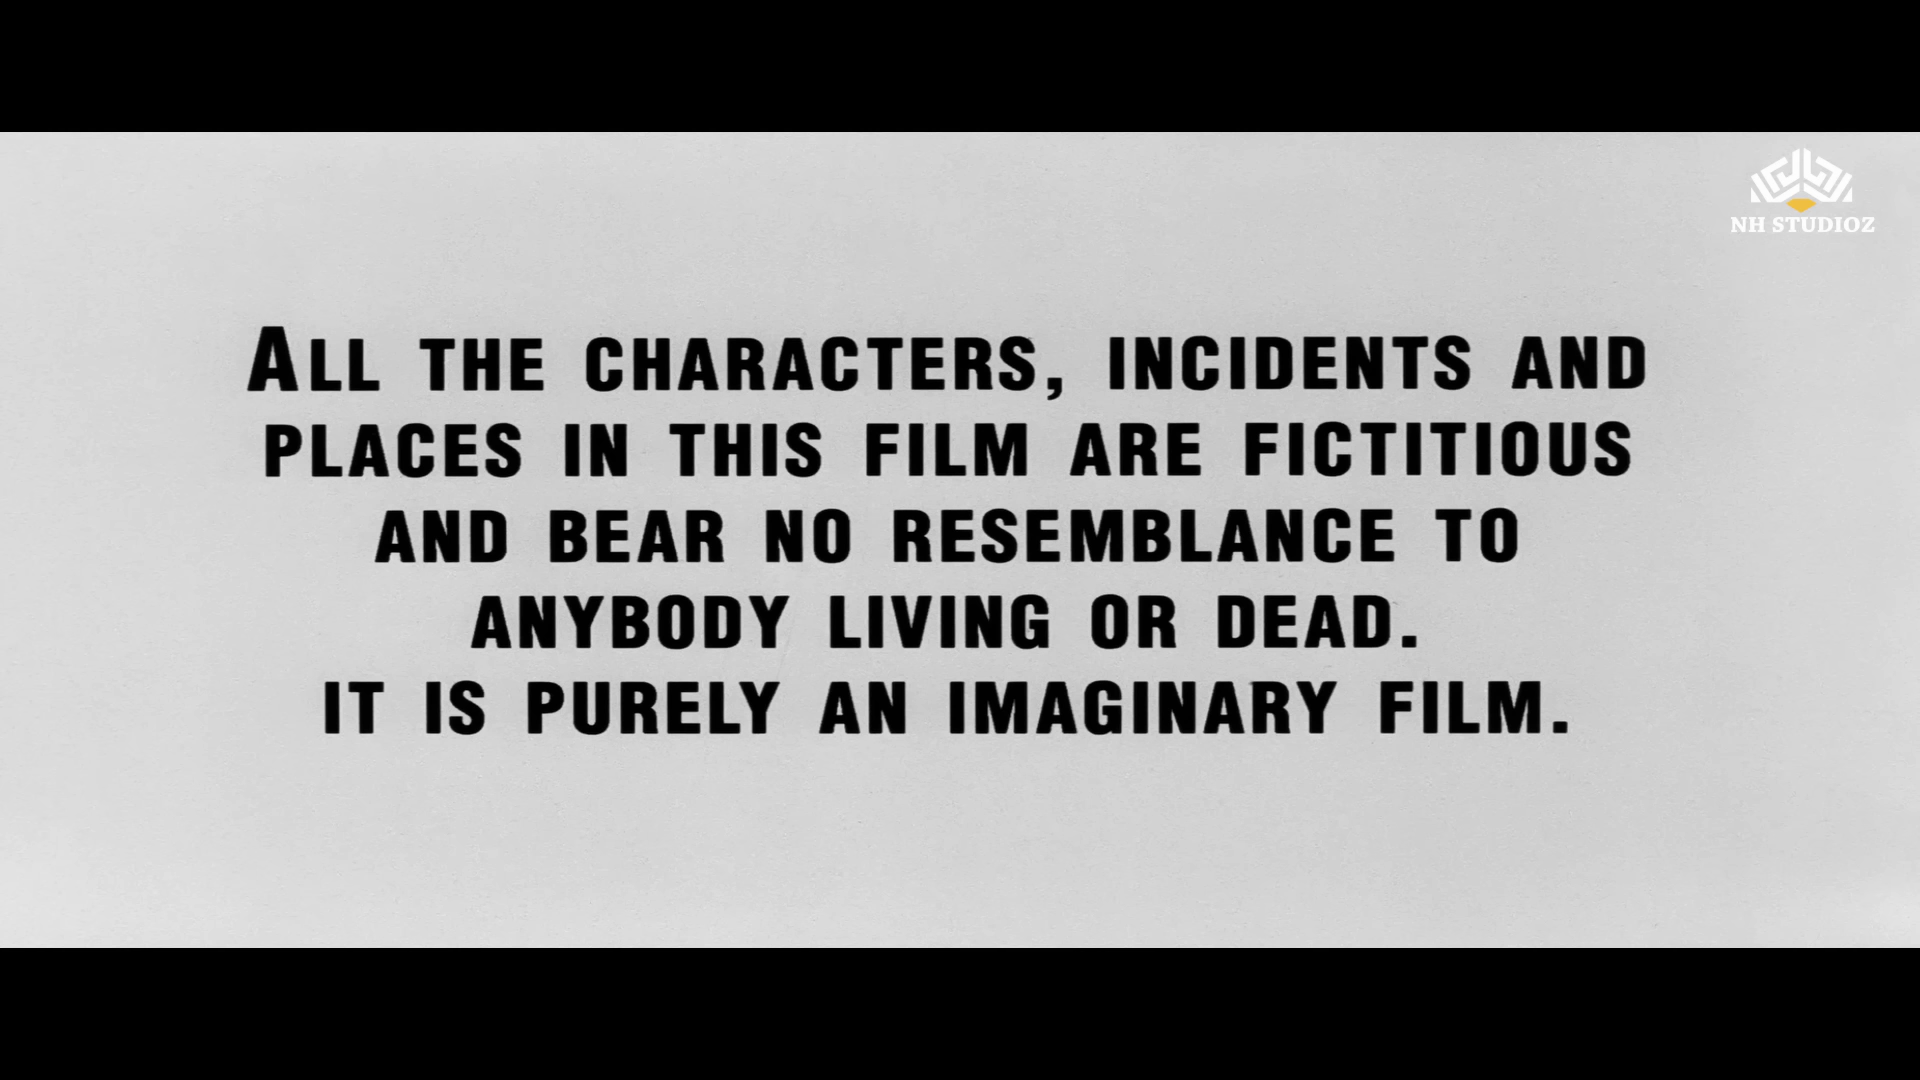 NH STUDIOZ
ALL THE CHARACTERS, INCIDENTS AND
PLACES IN THIS FILM ARE FICTITIOUS
AND BEAR NO RESEMBLANCE TO
ANYBODY LIVING OR DEAD.
IT IS PURELY AN IMAGINARY FILM.